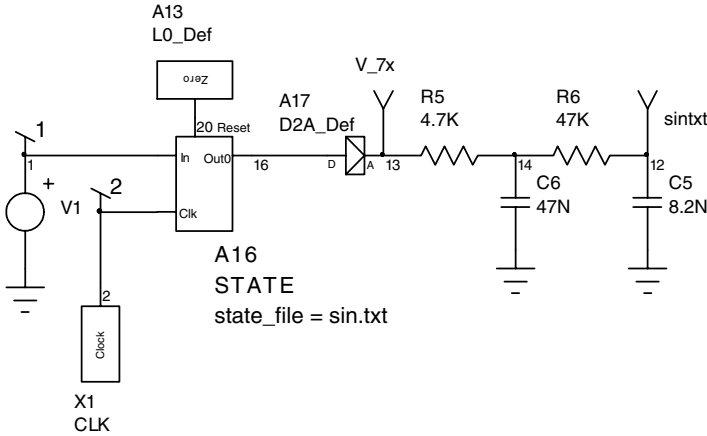 A13
L0_Def
Zero
V_7x
A17
D2A_Def
R5
4.7K
R6
47K
sintxt
1
20 Reset
2
1
In
Out0
16
D
A
13
14
12
+
V1
Clk
C6
47N
C5
8.2N
A16
STATE
state_file = sin.txt
2
Clock
X1
CLK